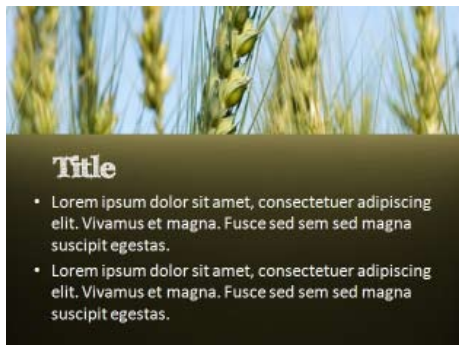 Title
• Lorem ipsum dolor sit amet, consectetuer adipiscing
elit. Vivamus et magna. Fusce sed sem sed magna
suscipit egestas.
• Lorem ipsum dolor sit amet, consectetuer adipiscing
elit. Vivamus et magna. Fusce sed sem sed magna
suscipit egestas.